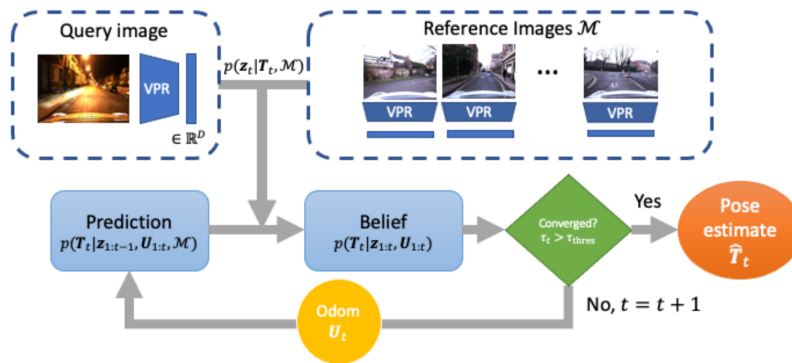 Query image
VPR
∈ ℝ^D
p(z_t|T_t, ℳ)
Reference Images ℳ
...
VPR
VPR
VPR
Prediction
p(T_t|z_{1:t−1}, U_{1:t}, ℳ)
Belief
p(T_t|z_{1:t}, U_{1:t})
Converged?
τ_t > τ_thres
Yes
Pose
estimate
T̂_t
No, t = t + 1
Odom
U_t